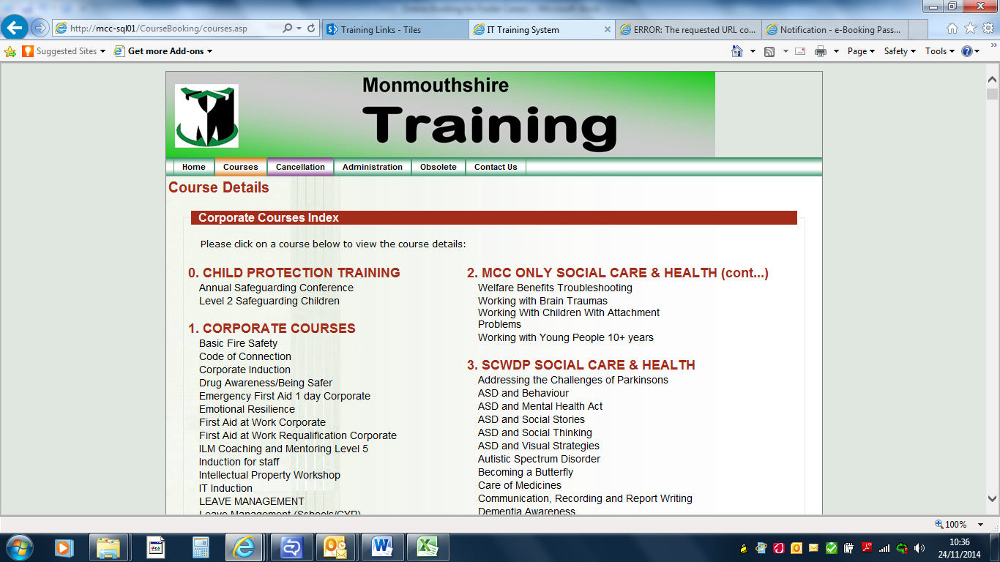 http://mcc-sql01/CourseBooking/courses.asp
Training Links - Tiles
IT Training System
ERROR: The requested URL co...
Notification - e-Booking Pass...
Suggested Sites
Get more Add-ons
Page
Safety
Tools
Monmouthshire
Training
Home
Courses
Cancellation
Administration
Obsolete
Contact Us
Course Details
Corporate Courses Index
Please click on a course below to view the course details:
0. CHILD PROTECTION TRAINING
Annual Safeguarding Conference
Level 2 Safeguarding Children
1. CORPORATE COURSES
Basic Fire Safety
Code of Connection
Corporate Induction
Drug Awareness/Being Safer
Emergency First Aid 1 day Corporate
Emotional Resilience
First Aid at Work Corporate
First Aid at Work Requalification Corporate
ILM Coaching and Mentoring Level 5
Induction for staff
Intellectual Property Workshop
IT Induction
LEAVE MANAGEMENT
Leave Management (Schools/CYP)
2. MCC ONLY SOCIAL CARE & HEALTH (cont...)
Welfare Benefits Troubleshooting
Working with Brain Traumas
Working With Children With Attachment
Problems
Working with Young People 10+ years
3. SCWDP SOCIAL CARE & HEALTH
Addressing the Challenges of Parkinsons
ASD and Behaviour
ASD and Mental Health Act
ASD and Social Stories
ASD and Social Thinking
ASD and Visual Strategies
Autistic Spectrum Disorder
Becoming a Butterfly
Care of Medicines
Communication, Recording and Report Writing
Dementia Awareness
100%
10:36
24/11/2014